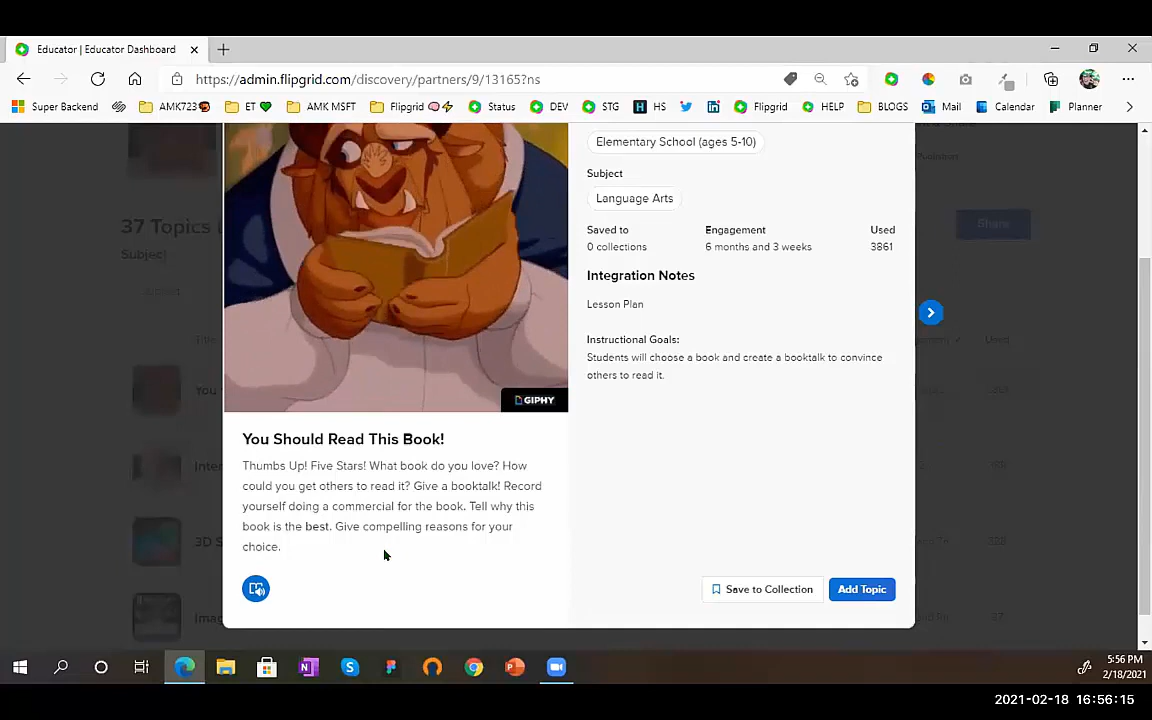 Educator | Educator Dashboard
https://admin.flipgrid.com/discovery/partners/9/13165?ns
Super Backend
AMK723
ET
AMK MSFT
Flipgrid
Status
DEV
STG
HS
Flipgrid
HELP
BLOGS
Mail
Calendar
Planner
37 Topics
Subject
Share
Elementary School (ages 5-10)
Subject
Language Arts
Saved to
Engagement
Used
0 collections
6 months and 3 weeks
3861
Integration Notes
Lesson Plan
Instructional Goals:
Students will choose a book and create a booktalk to convince
others to read it.
GIPHY
You Should Read This Book!
Thumbs Up! Five Stars! What book do you love? How
could you get others to read it? Give a booktalk! Record
yourself doing a commercial for the book. Tell why this
book is the best. Give compelling reasons for your
choice.
Save to Collection
Add Topic
5:56 PM
2/18/2021
2021-02-18 16:56:15